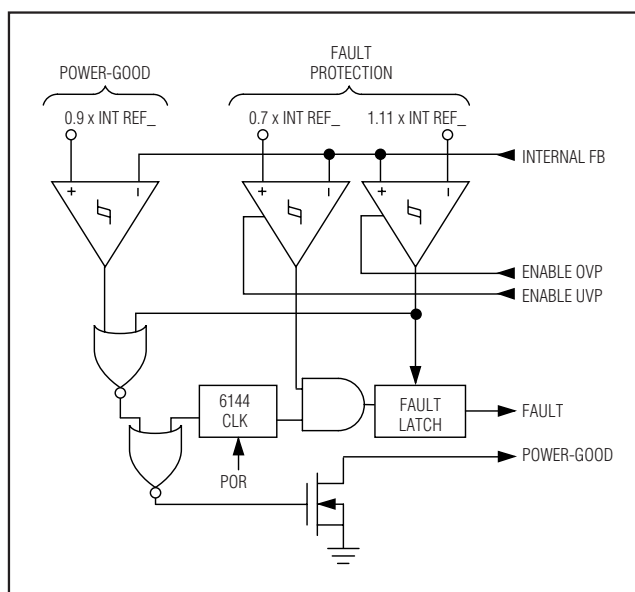 POWER-GOOD
FAULT
PROTECTION
0.9 x INT REF_
0.7 x INT REF_
1.11 x INT REF_
INTERNAL FB
+
–
+
–
+
–
ENABLE OVP
ENABLE UVP
6144
CLK
FAULT
LATCH
FAULT
POWER-GOOD
POR